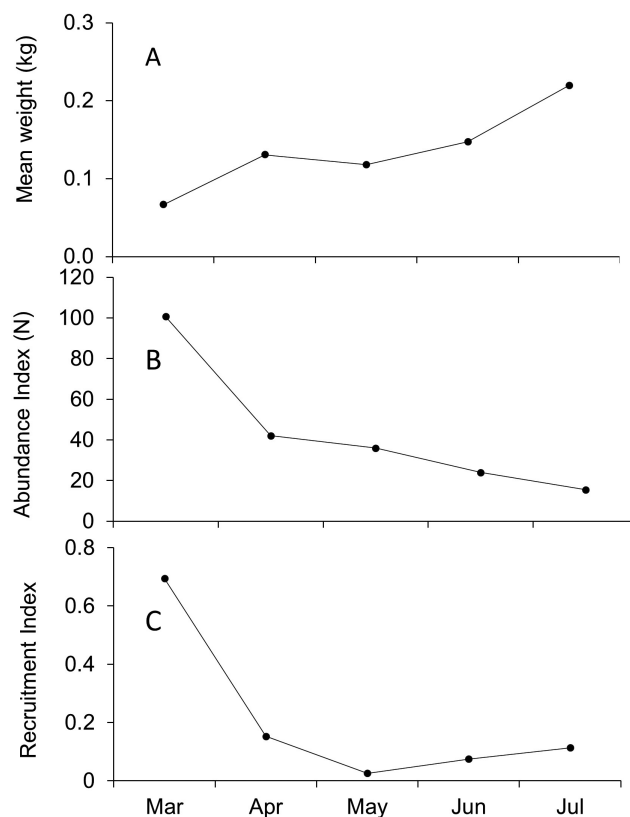 Mean weight (kg)
0.3
0.2
0.1
0.0
A
Abundance Index (N)
120
100
80
60
40
20
0
B
Recruitment Index
0.8
0.6
0.4
0.2
0
C
Mar Apr May Jun Jul